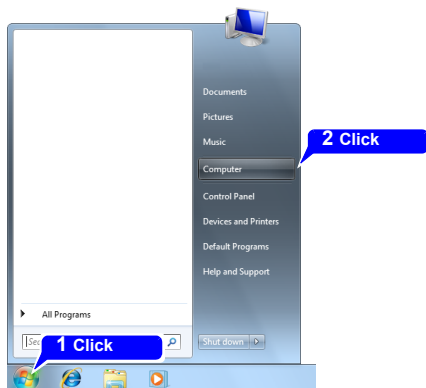 Documents
Pictures
Music
2 Click
Computer
Control Panel
Devices and Printers
Default Programs
Help and Support
All Programs
1 Click
Shut down